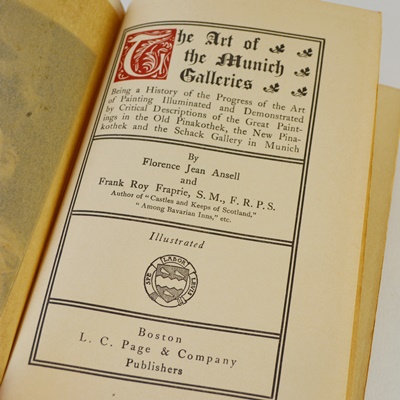 The Art of
the Munich
Galleries
Being a History of the Progress of the Art
of Painting Illuminated and Demonstrated
by Critical Descriptions of the Great Paint-
ings in the Old Pinakothek, the New Pina-
kothek and the Schack Gallery in Munich
By
Florence Jean Ansell
and
Frank Roy Fraprie, S. M., F. R. P. S.
Author of "Castles and Keeps of Scotland,"
"Among Bavarian Inns," etc.
Illustrated
SPE LABOR LEVIS
Boston
L. C. Page & Company
Publishers